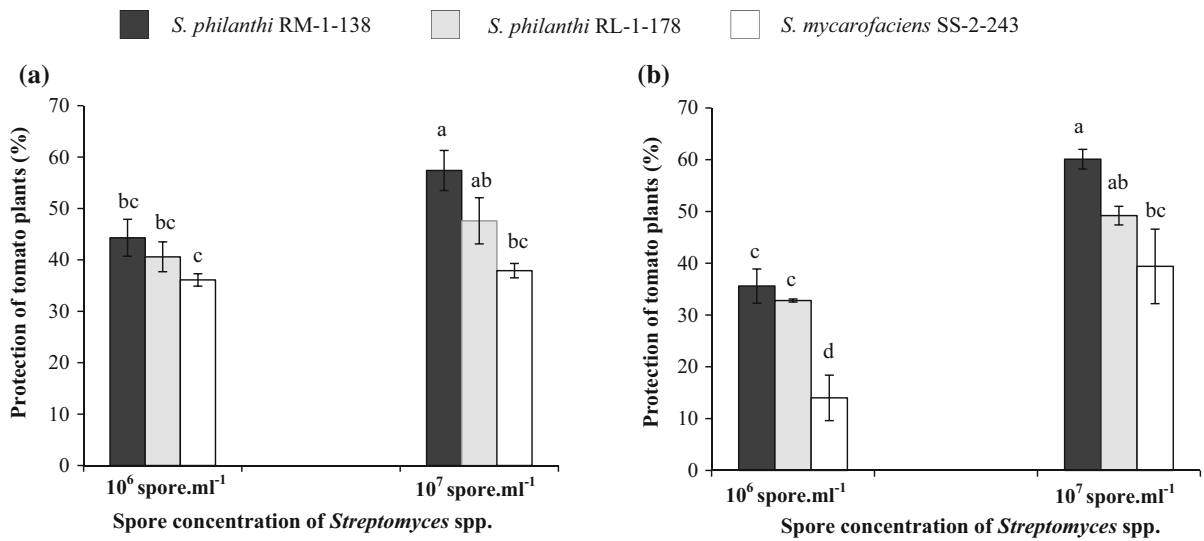 S. philanthi RM-1-138 S. philanthi RL-1-178 S. mycarofaciens SS-2-243
(a)
Protection of tomato plants (%)
70
60
50
40
30
20
10
0
bc
bc
c
a
ab
bc
10⁶ spore.ml⁻¹ 10⁷ spore.ml⁻¹
Spore concentration of Streptomyces spp.
(b)
Protection of tomato plants (%)
70
60
50
40
30
20
10
0
c
c
d
a
ab
bc
10⁶ spore.ml⁻¹ 10⁷ spore.ml⁻¹
Spore concentration of Streptomyces spp.